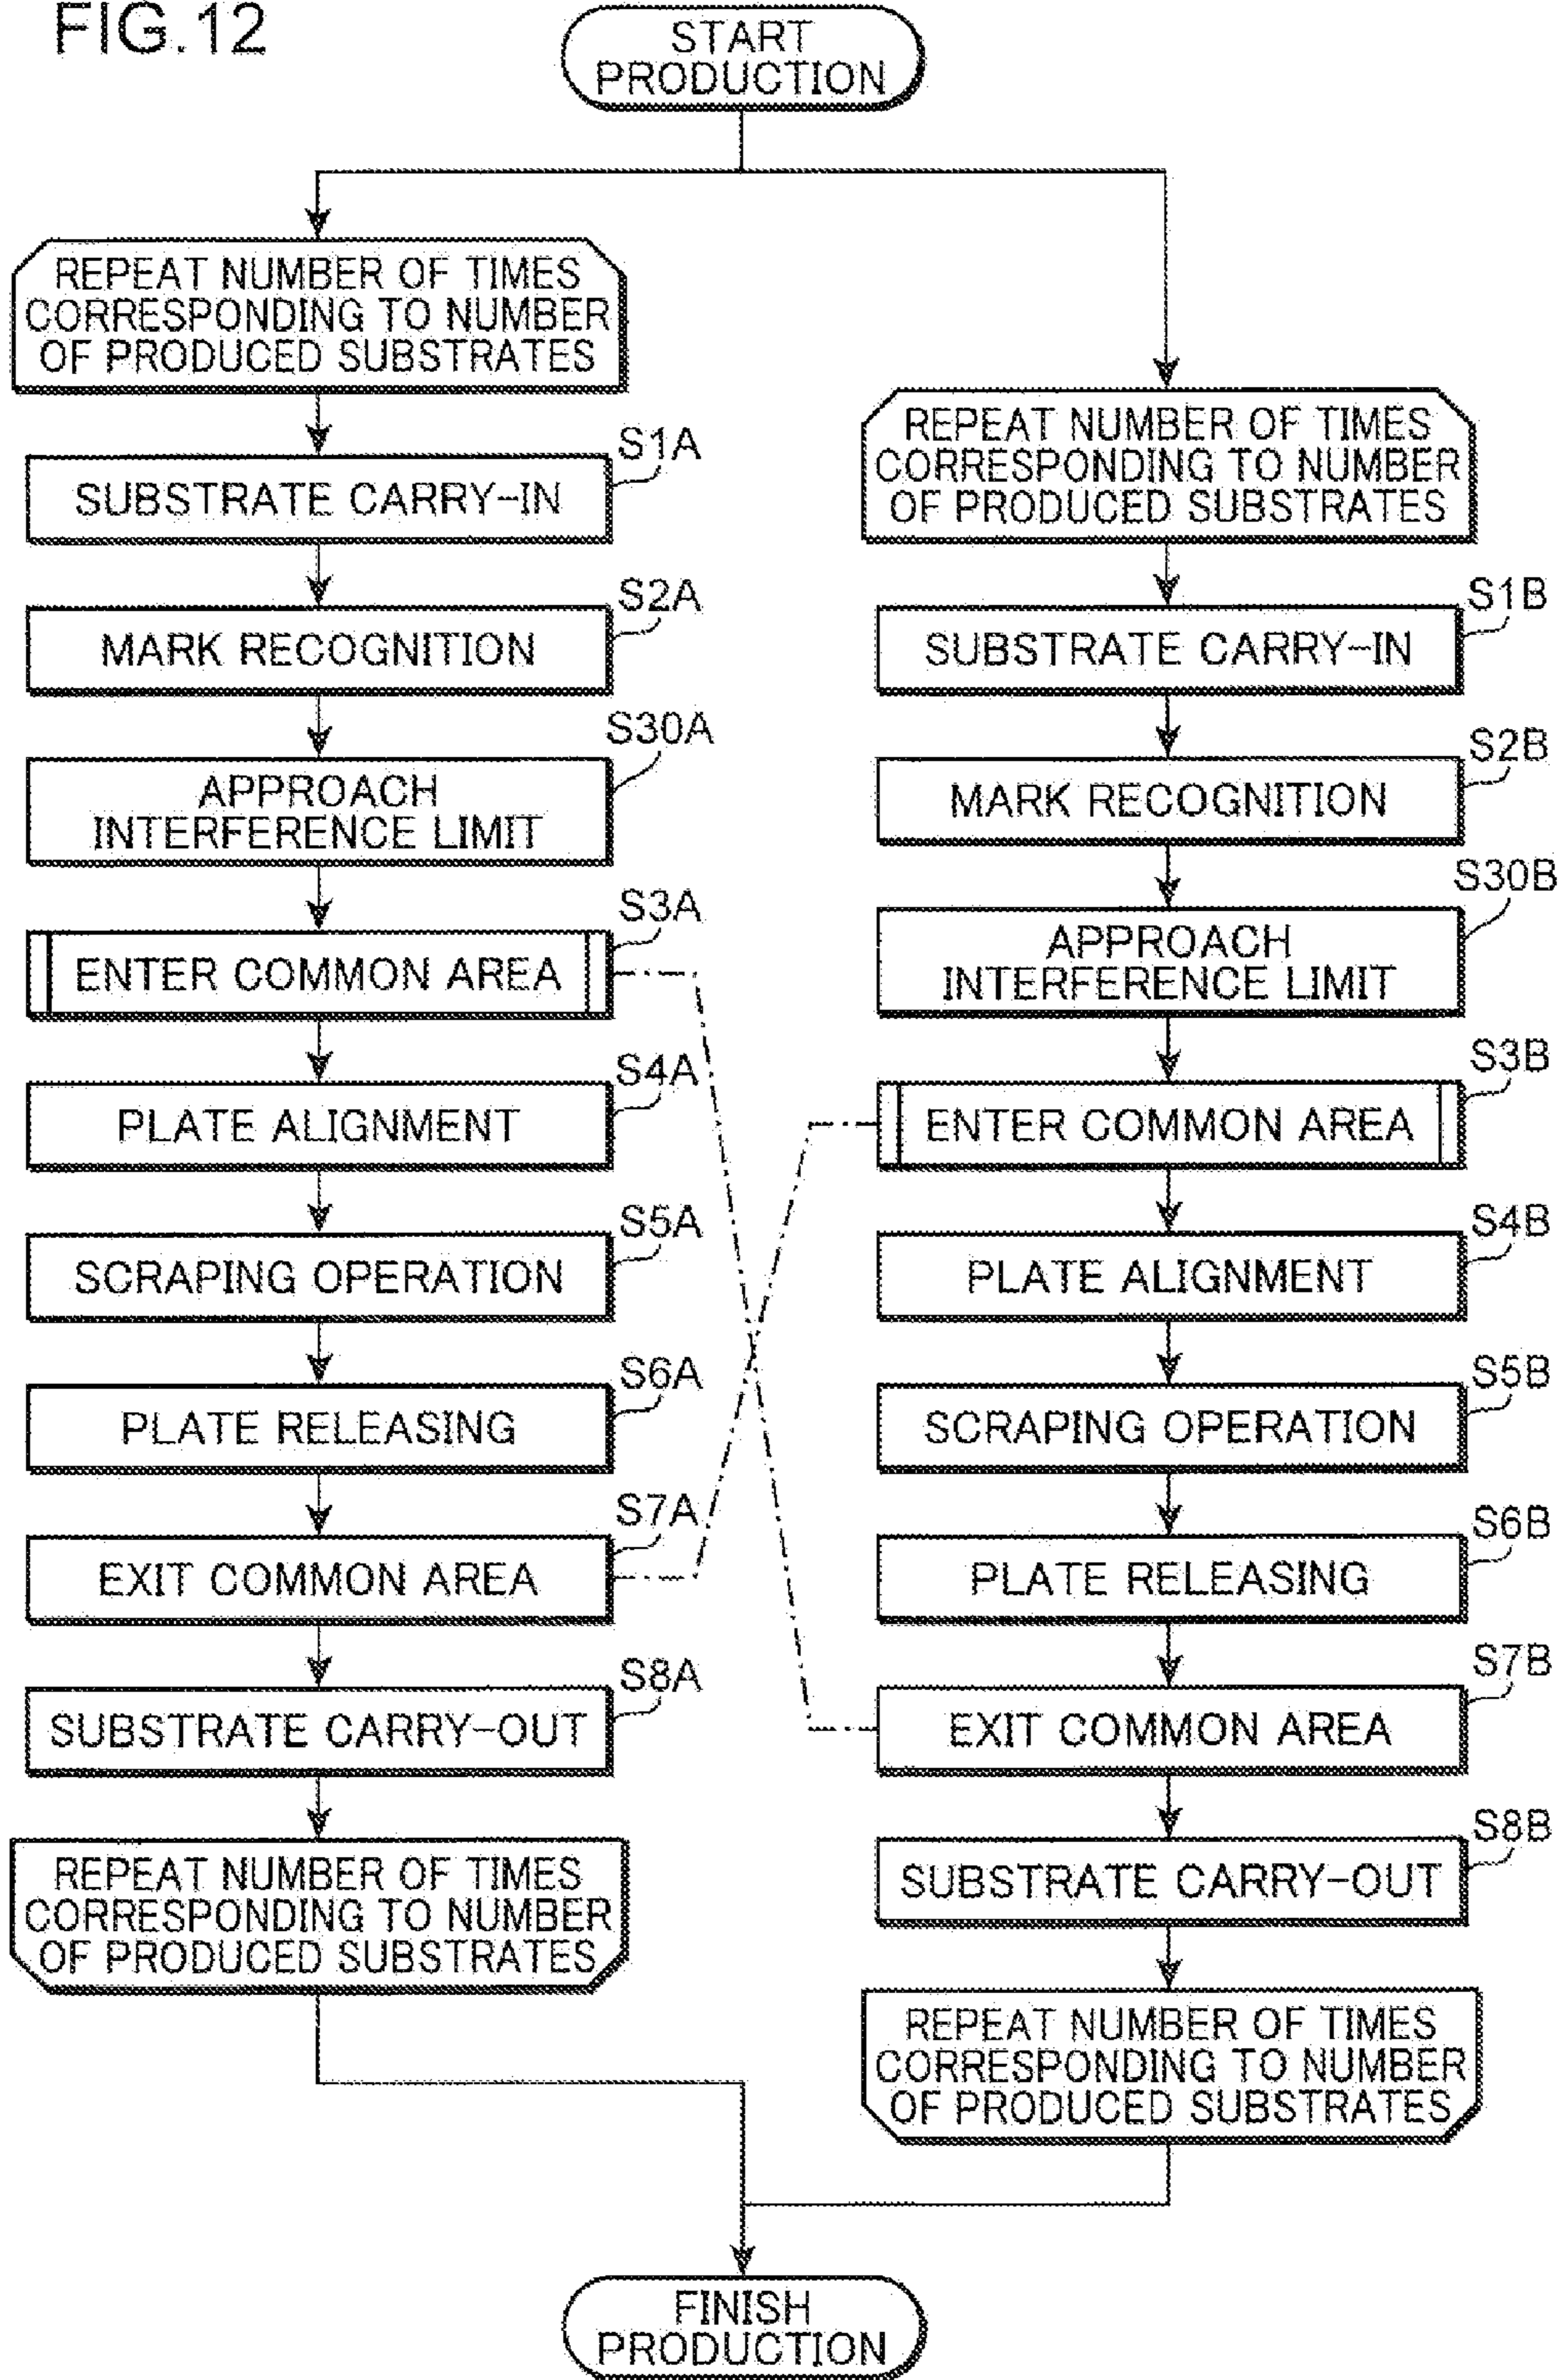 FIG.12
START
PRODUCTION
REPEAT NUMBER OF TIMES
CORRESPONDING TO NUMBER
OF PRODUCED SUBSTRATES
S1A
SUBSTRATE CARRY-IN
S2A
MARK RECOGNITION
S30A
APPROACH
INTERFERENCE LIMIT
S3A
ENTER COMMON AREA
S4A
PLATE ALIGNMENT
S5A
SCRAPING OPERATION
S6A
PLATE RELEASING
S7A
EXIT COMMON AREA
S8A
SUBSTRATE CARRY-OUT
REPEAT NUMBER OF TIMES
CORRESPONDING TO NUMBER
OF PRODUCED SUBSTRATES
REPEAT NUMBER OF TIMES
CORRESPONDING TO NUMBER
OF PRODUCED SUBSTRATES
S1B
SUBSTRATE CARRY-IN
S2B
MARK RECOGNITION
S30B
APPROACH
INTERFERENCE LIMIT
S3B
ENTER COMMON AREA
S4B
PLATE ALIGNMENT
S5B
SCRAPING OPERATION
S6B
PLATE RELEASING
S7B
EXIT COMMON AREA
S8B
SUBSTRATE CARRY-OUT
REPEAT NUMBER OF TIMES
CORRESPONDING TO NUMBER
OF PRODUCED SUBSTRATES
FINISH
PRODUCTION